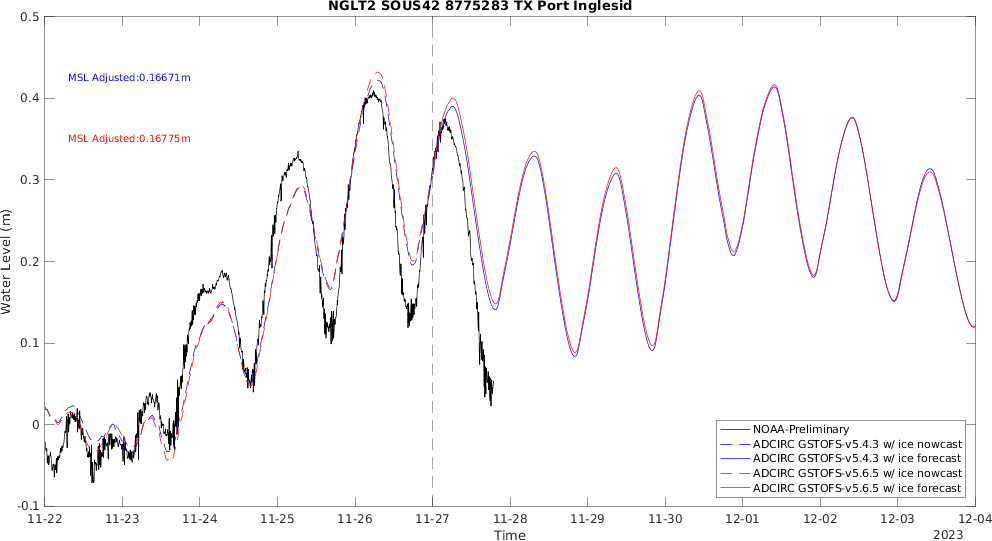 NGLT2 SOUS42 8775283 TX Port Inglesid
0.5
MSL Adjusted:0.16671m
0.4
MSL Adjusted:0.16775m
0.3
0.2
0.1
0
-0.1
Water Level (m)
NOAA-Preliminary
ADCIRC GSTOFS-v5.4.3 w/ ice nowcast
ADCIRC GSTOFS-v5.4.3 w/ ice forecast
ADCIRC GSTOFS-v5.6.5 w/ ice nowcast
ADCIRC GSTOFS-v5.6.5 w/ ice forecast
11-22 11-23 11-24 11-25 11-26 11-27 11-28 11-29 11-30 12-01 12-02 12-03 12-04
Time
2023